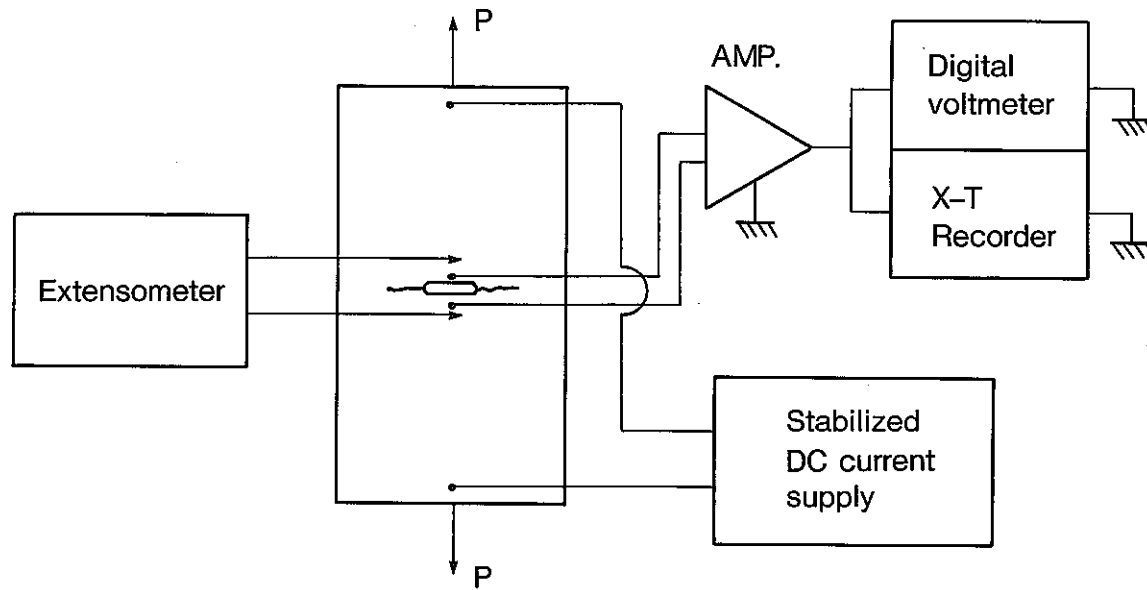 P
AMP.
Digital
voltmeter
X–T
Recorder
Extensometer
Stabilized
DC current
supply
P